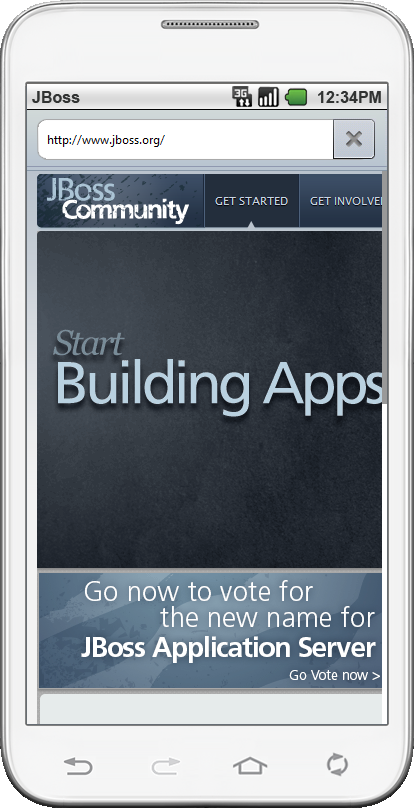 JBoss 3G 12:34PM
http://www.jboss.org/
JBoss
Community
GET STARTED GET INVOLVE
Start
Building Apps
Go now to vote for
the new name for
JBoss Application Server
Go Vote now >